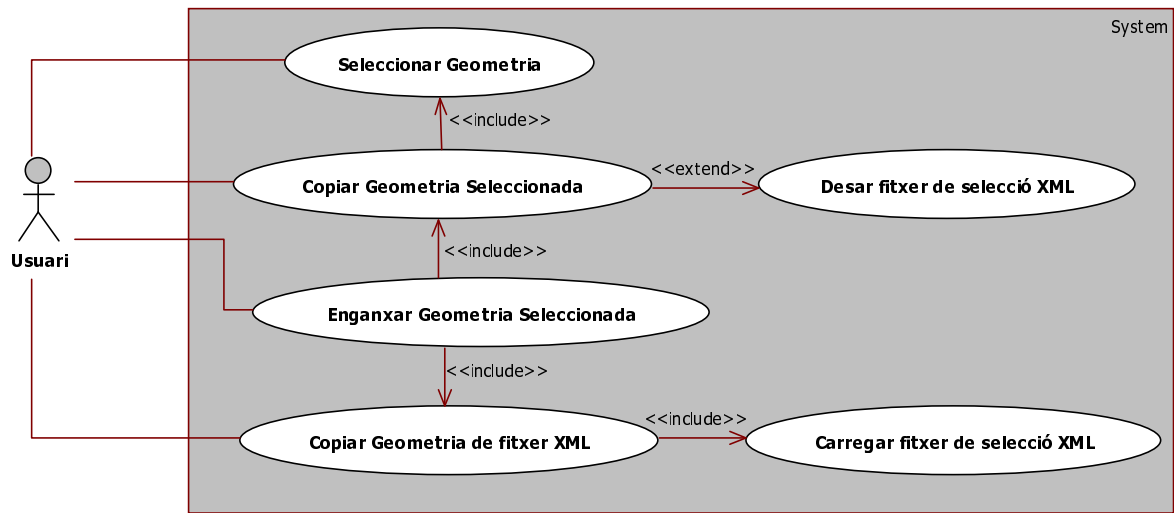 System
Seleccionar Geometria
<<include>>
Copiar Geometria Seleccionada
<<extend>>
Desar fitxer de selecció XML
<<include>>
Usuari
Enganxar Geometria Seleccionada
<<include>>
Copiar Geometria de fitxer XML
<<include>>
Carregar fitxer de selecció XML